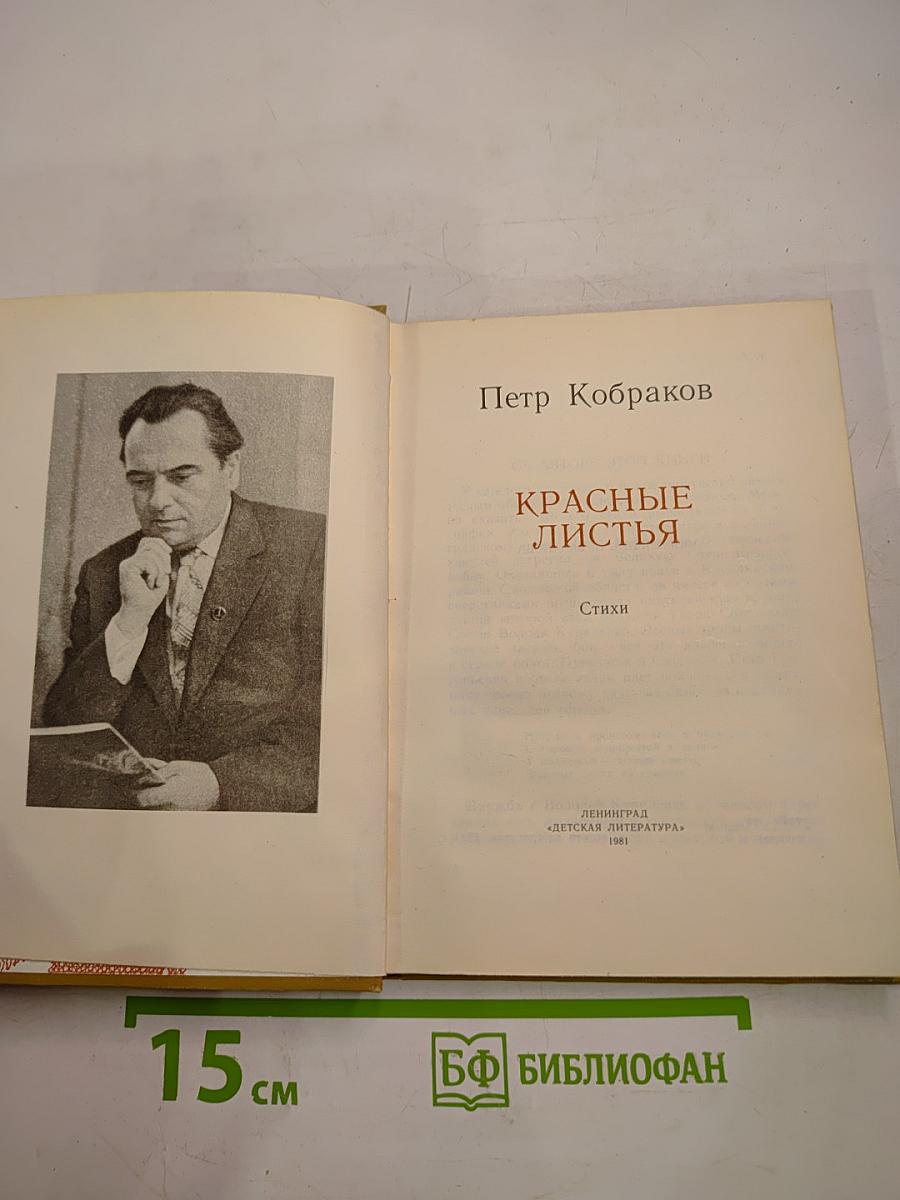 Петр Кобраков
КРАСНЫЕ
ЛИСТЬЯ
Стихи
ЛЕНИНГРАД
«ДЕТСКАЯ ЛИТЕРАТУРА»
1981
15 см
БФ БИБЛИОФАН